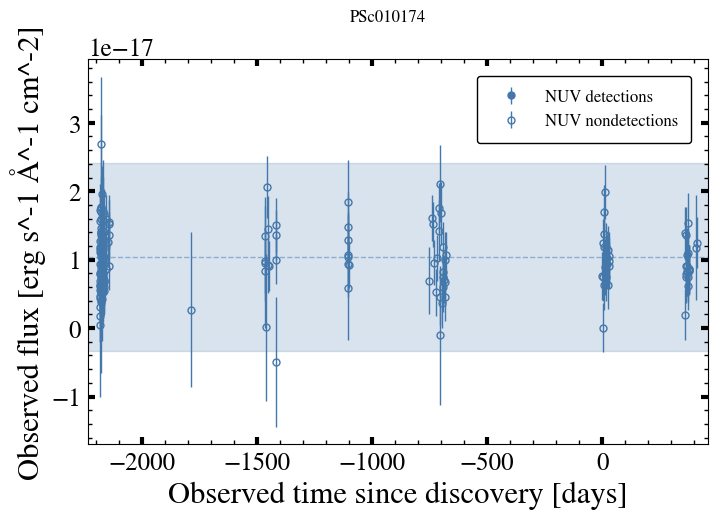 PSc010174
1e−17
NUV detections
NUV nondetections
3
2
1
0
−1
Observed flux [erg s^-1 Å^-1 cm^-2]
−2000 −1500 −1000 −500 0
Observed time since discovery [days]